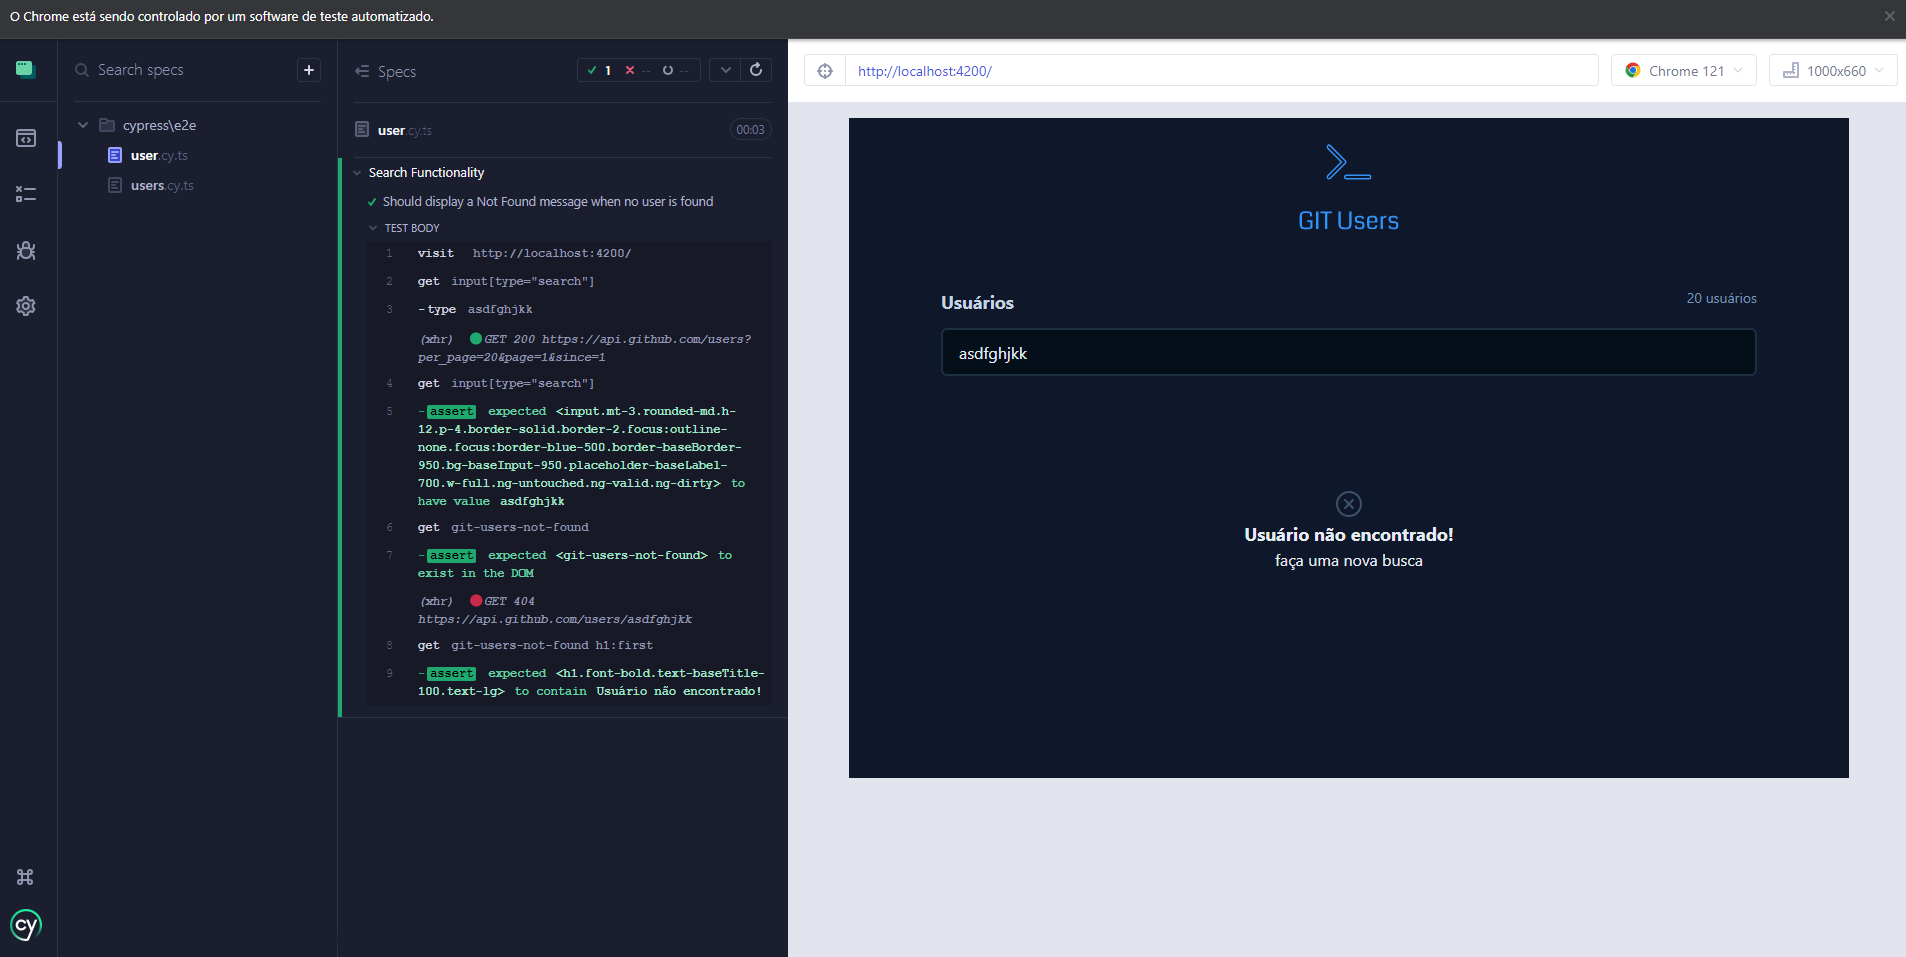 O Chrome está sendo controlado por um software de teste automatizado.
Search specs
cypress\e2e
user.cy.ts
users.cy.ts
cy
Specs
1 -- --
user.cy.ts
00:03
Search Functionality
Should display a Not Found message when no user is found
TEST BODY
1 visit http://localhost:4200/
2 get input[type="search"]
3 -type asdfghjkk
(xhr) GET 200 https://api.github.com/users?
per_page=20&page=1&since=1
4 get input[type="search"]
5 -assert expected <input.mt-3.rounded-md.h-
12.p-4.border-solid.border-2.focus:outline-
none.focus:border-blue-500.border-baseBorder-
950.bg-baseInput-950.placeholder-baseLabel-
700.w-full.ng-untouched.ng-valid.ng-dirty> to
have value asdfghjkk
6 get git-users-not-found
7 -assert expected <git-users-not-found> to
exist in the DOM
(xhr) GET 404
https://api.github.com/users/asdfghjkk
8 get git-users-not-found h1:first
9 -assert expected <h1.font-bold.text-baseTitle-
100.text-lg> to contain Usuário não encontrado!
http://localhost:4200/
Chrome 121
1000x660
GIT Users
Usuários
20 usuários
asdfghjkk
Usuário não encontrado!
faça uma nova busca